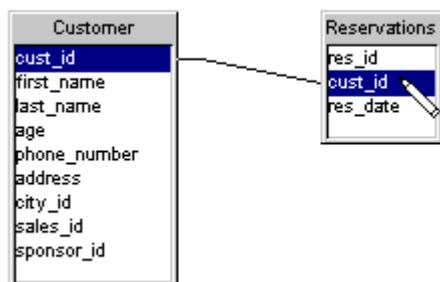 Customer
cust_id
first_name
last_name
age
phone_number
address
city_id
sales_id
sponsor_id
Reservations
res_id
cust_id
res_date